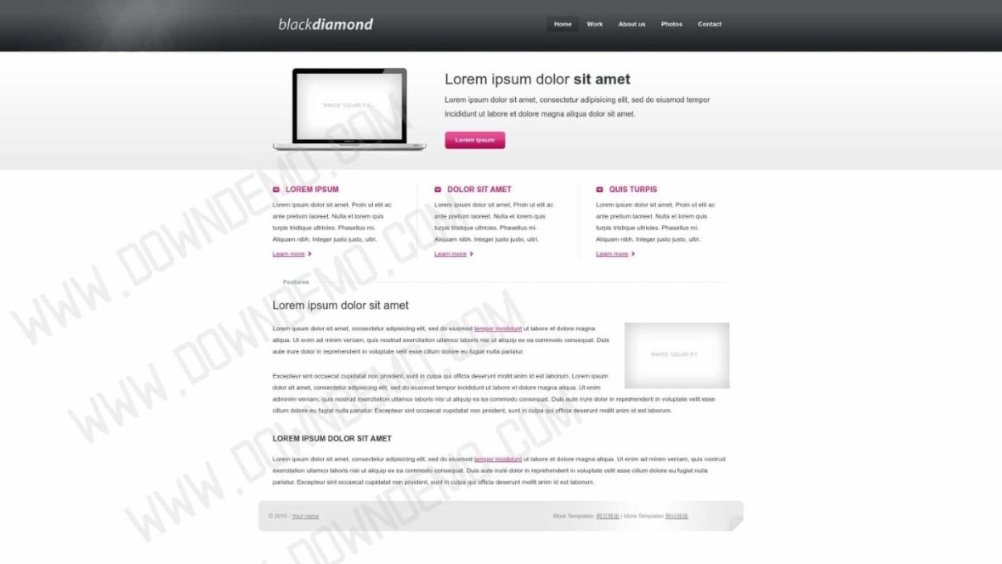 blackdiamond
Home Work About us Photos Contact
Lorem ipsum dolor sit amet
Lorem ipsum dolor sit amet, consectetur adipisicing elit, sed do eiusmod tempor
incididunt ut labore et dolore magna aliqua dolor sit amet.
Lorem ipsum
LOREM IPSUM
Lorem ipsum dolor sit amet. Proin ut elit ac
ante pretium laoreet. Nulla et lorem quis
turpis tristique ultricies. Phasellus mi.
Aliquam nibh. Integer justo justo, ultri.
Learn more
DOLOR SIT AMET
Lorem ipsum dolor sit amet, Proin ut elit ac
ante pretium laoreet. Nulla et lorem quis
turpis tristique ultricies. Phasellus mi.
Aliquam nibh. Integer justo justo, ultri.
Learn more
QUIS TURPIS
Lorem ipsum dolor sit amet. Proin ut elit ac
ante pretium laoreet. Nulla et lorem quis
turpis tristique ultricies. Phasellus mi.
Aliquam nibh. Integer justo justo, ultri.
Learn more
Features
Lorem ipsum dolor sit amet
Lorem ipsum dolor sit amet, consectetur adipisicing elit, sed do eiusmod tempor incididunt ut labore et dolore magna
aliqua. Ut enim ad minim veniam, quis nostrud exercitation ullamco laboris nisi ut aliquip ex ea commodo consequat. Duis
aute irure dolor in reprehenderit in voluptate velit esse cillum dolore eu fugiat nulla pariatur.
Excepteur sint occaecat cupidatat non proident, sunt in culpa qui officia deserunt mollit anim id est laborum. Lorem ipsum
dolor sit amet, consectetur adipisicing elit, sed do eiusmod tempor incididunt ut labore et dolore magna aliqua. Ut enim
adminim veniam, quis nostrud exercitation ullamco laboris nisi ut aliquip ex ea commodo consequat. Duis aute irure dolor in reprehenderit in voluptate velit esse
cillum dolore eu fugiat nulla pariatur. Excepteur sint occaecat cupidatat non proident, sunt in culpa qui officia deserunt mollit anim id est laborum.
LOREM IPSUM DOLOR SIT AMET
Lorem ipsum dolor sit amet, consectetur adipisicing elit, sed do eiusmod tempor incididunt ut labore et dolore magna aliqua. Ut enim ad minim veniam, quis nostrud
exercitation ullamco laboris nisi ut aliquip ex ea commodo consequat. Duis aute irure dolor in reprehenderit in voluptate velit esse cillum dolore eu fugiat nulla
pariatur. Excepteur sint occaecat cupidatat non proident, sunt in culpa qui officia deserunt mollit anim id est laborum.
© 2010 - Your name
More Templates | More Templates
WWW.DOWNDEMO.COM
WWW.DOWNDEMO.COM
WWW.DOWNDEMO.COM
WWW.DOWNDEMO.COM
DOWNDEMO.COM